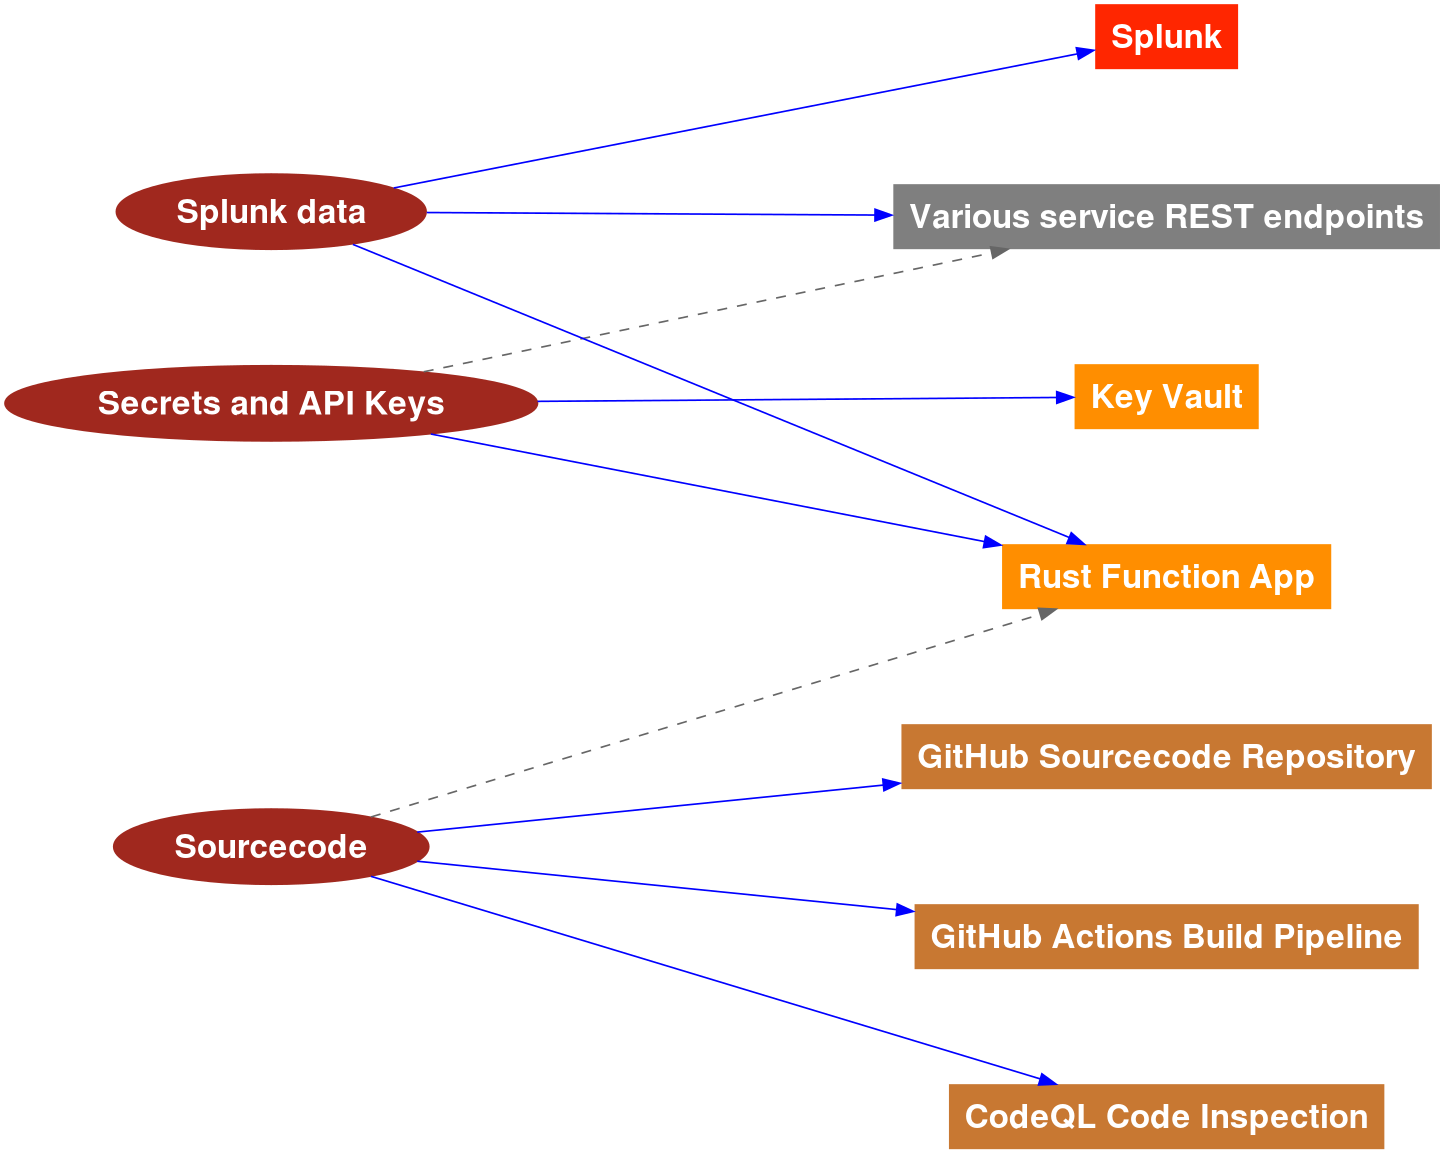 Splunk
Splunk data
Various service REST endpoints
Secrets and API Keys
Key Vault
Rust Function App
GitHub Sourcecode Repository
Sourcecode
GitHub Actions Build Pipeline
CodeQL Code Inspection